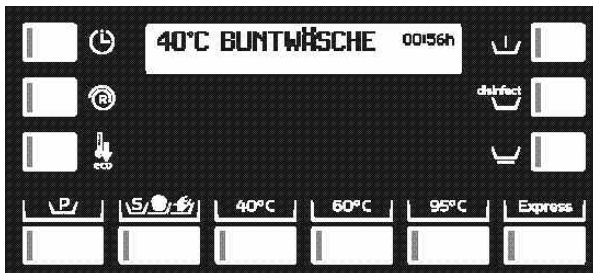 40°C BUNTWÄSCHE 00:56h
R
disinfect
eco
P
S
40°C
60°C
95°C
Express